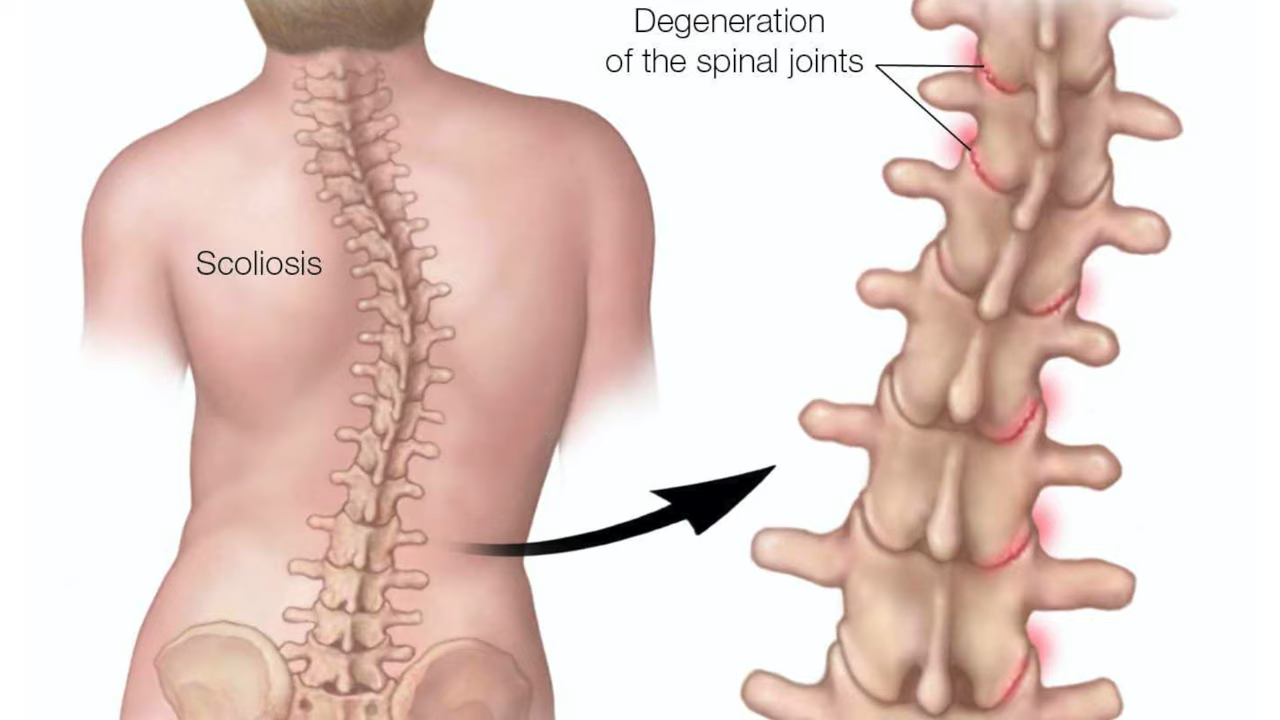 Degeneration
of the spinal joints
Scoliosis